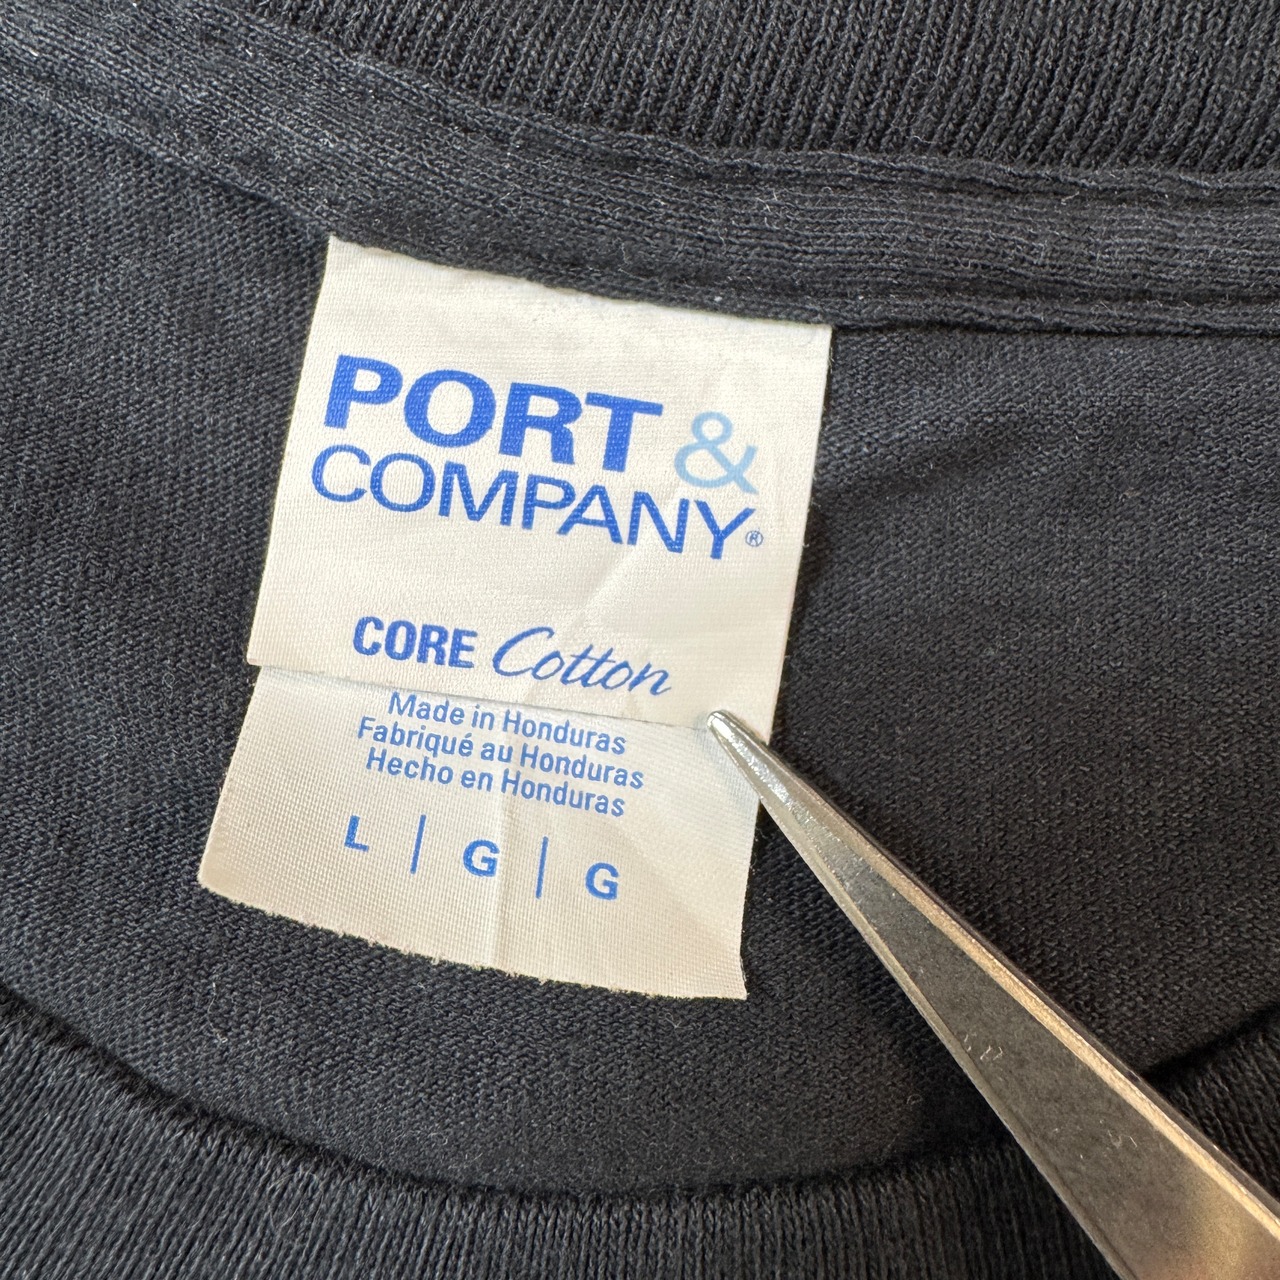 PORT &
COMPANY®
CORE Cotton
Made in Honduras
Fabriqué au Honduras
Hecho en Honduras
L | G | G